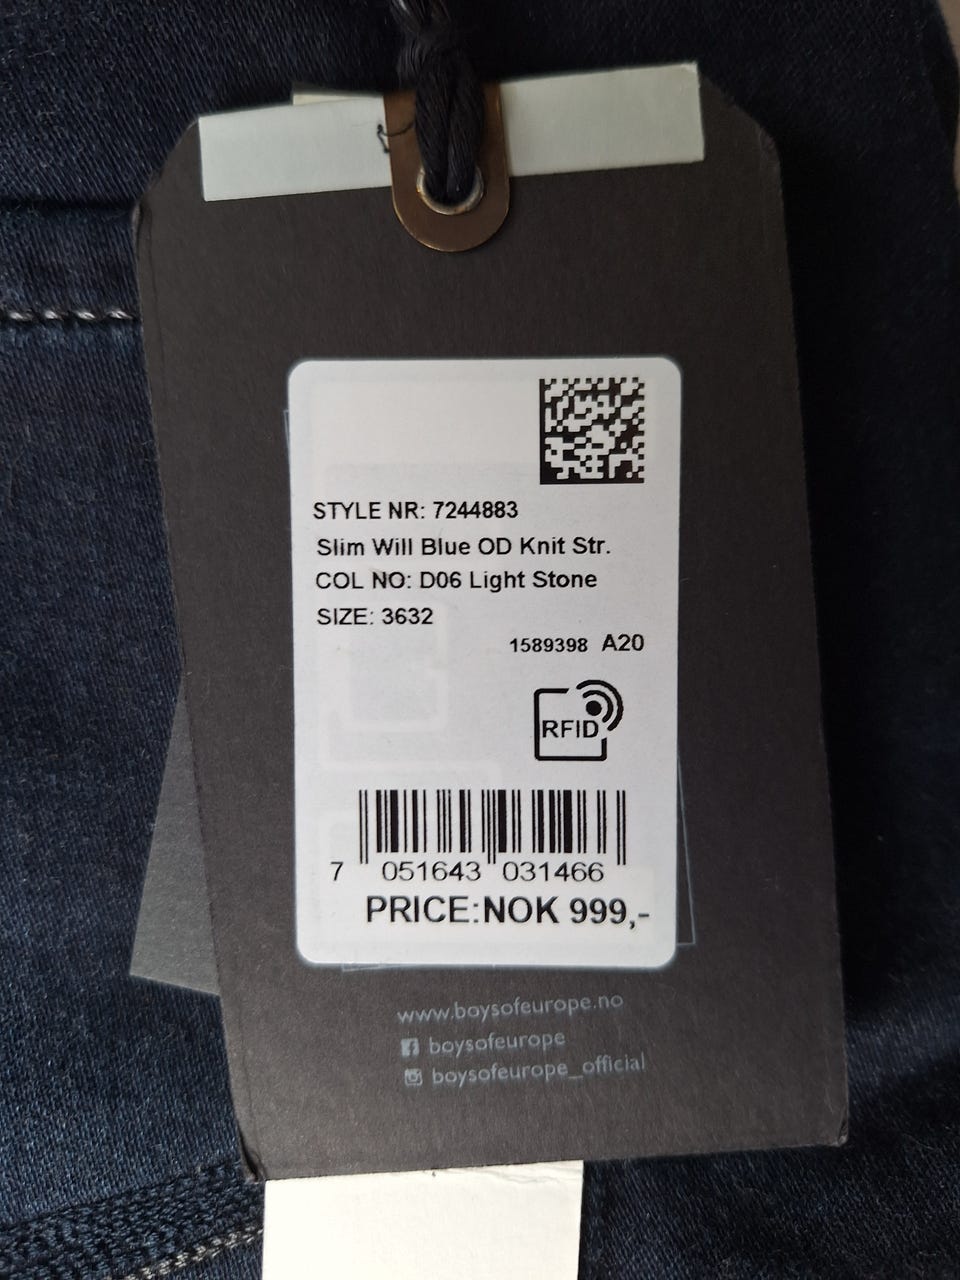 STYLE NR: 7244883
Slim Will Blue OD Knit Str.
COL NO: D06 Light Stone
SIZE: 3632
1589398 A20
RFID
7 051643 031466
PRICE:NOK 999,-
www.boysofeurope.no
boysofeurope
boysofeurope_official